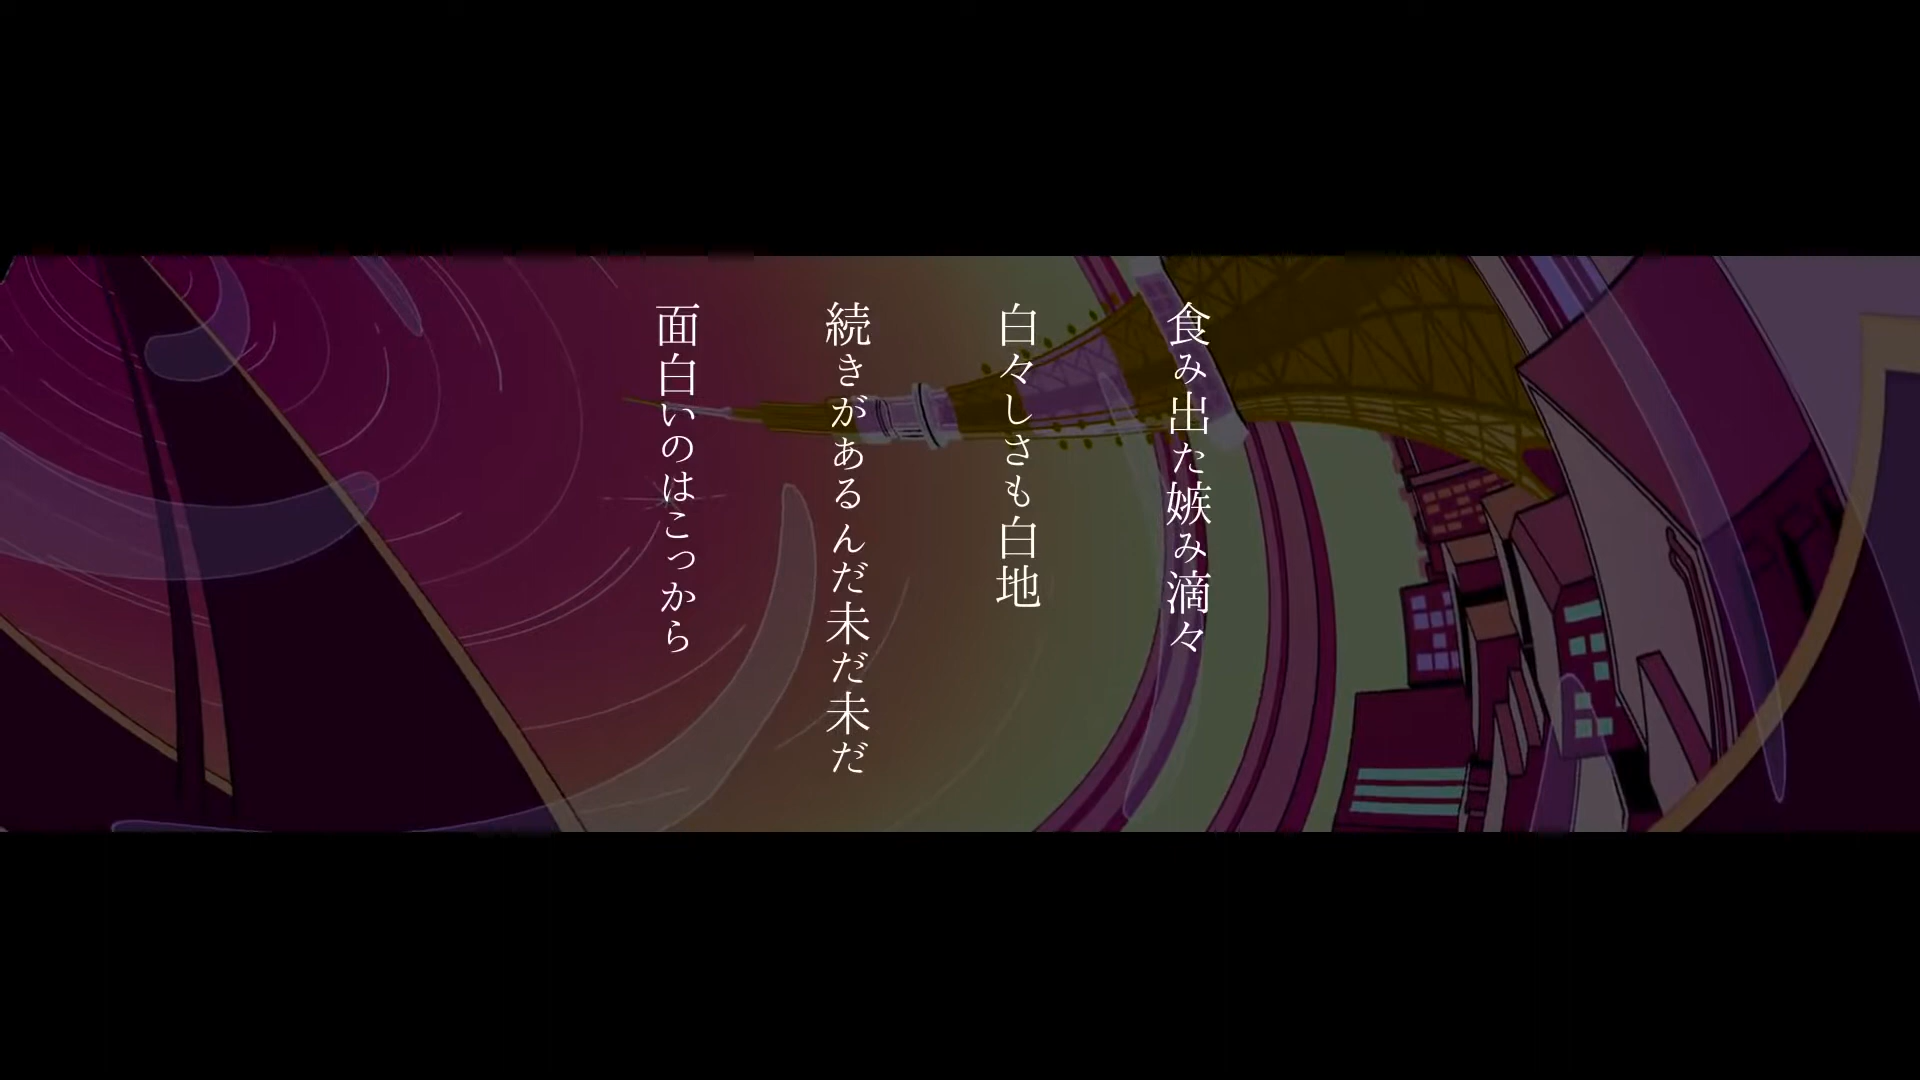 食み出た嫉み滴々
白々しさも白地
続きがあるんだ未だ未だ
面白いのはこっから